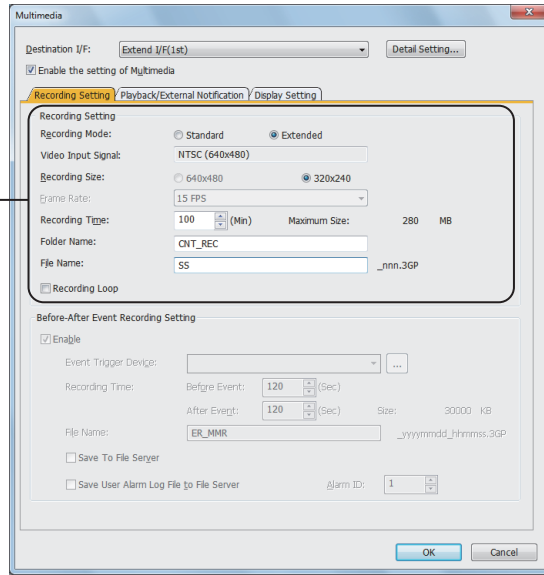 Multimedia
Destination I/F: Extend I/F(1st) Detail Setting...
Enable the setting of Multimedia
Recording Setting Playback/External Notification Display Setting
Recording Setting
Recording Mode: Standard Extended
Video Input Signal: NTSC (640x480)
Recording Size: 640x480 320x240
Frame Rate: 15 FPS
Recording Time: 100 (Min) Maximum Size: 280 MB
Folder Name: CNT_REC
File Name: SS _nnn.3GP
Recording Loop
Before-After Event Recording Setting
Enable
Event Trigger Device: ...
Recording Time: Before Event: 120 (Sec)
After Event: 120 (Sec) Size: 30000 KB
File Name: ER_MMR _yyyymmdd_hhmmss.3GP
Save To File Server
Save User Alarm Log File to File Server Alarm ID: 1
OK Cancel